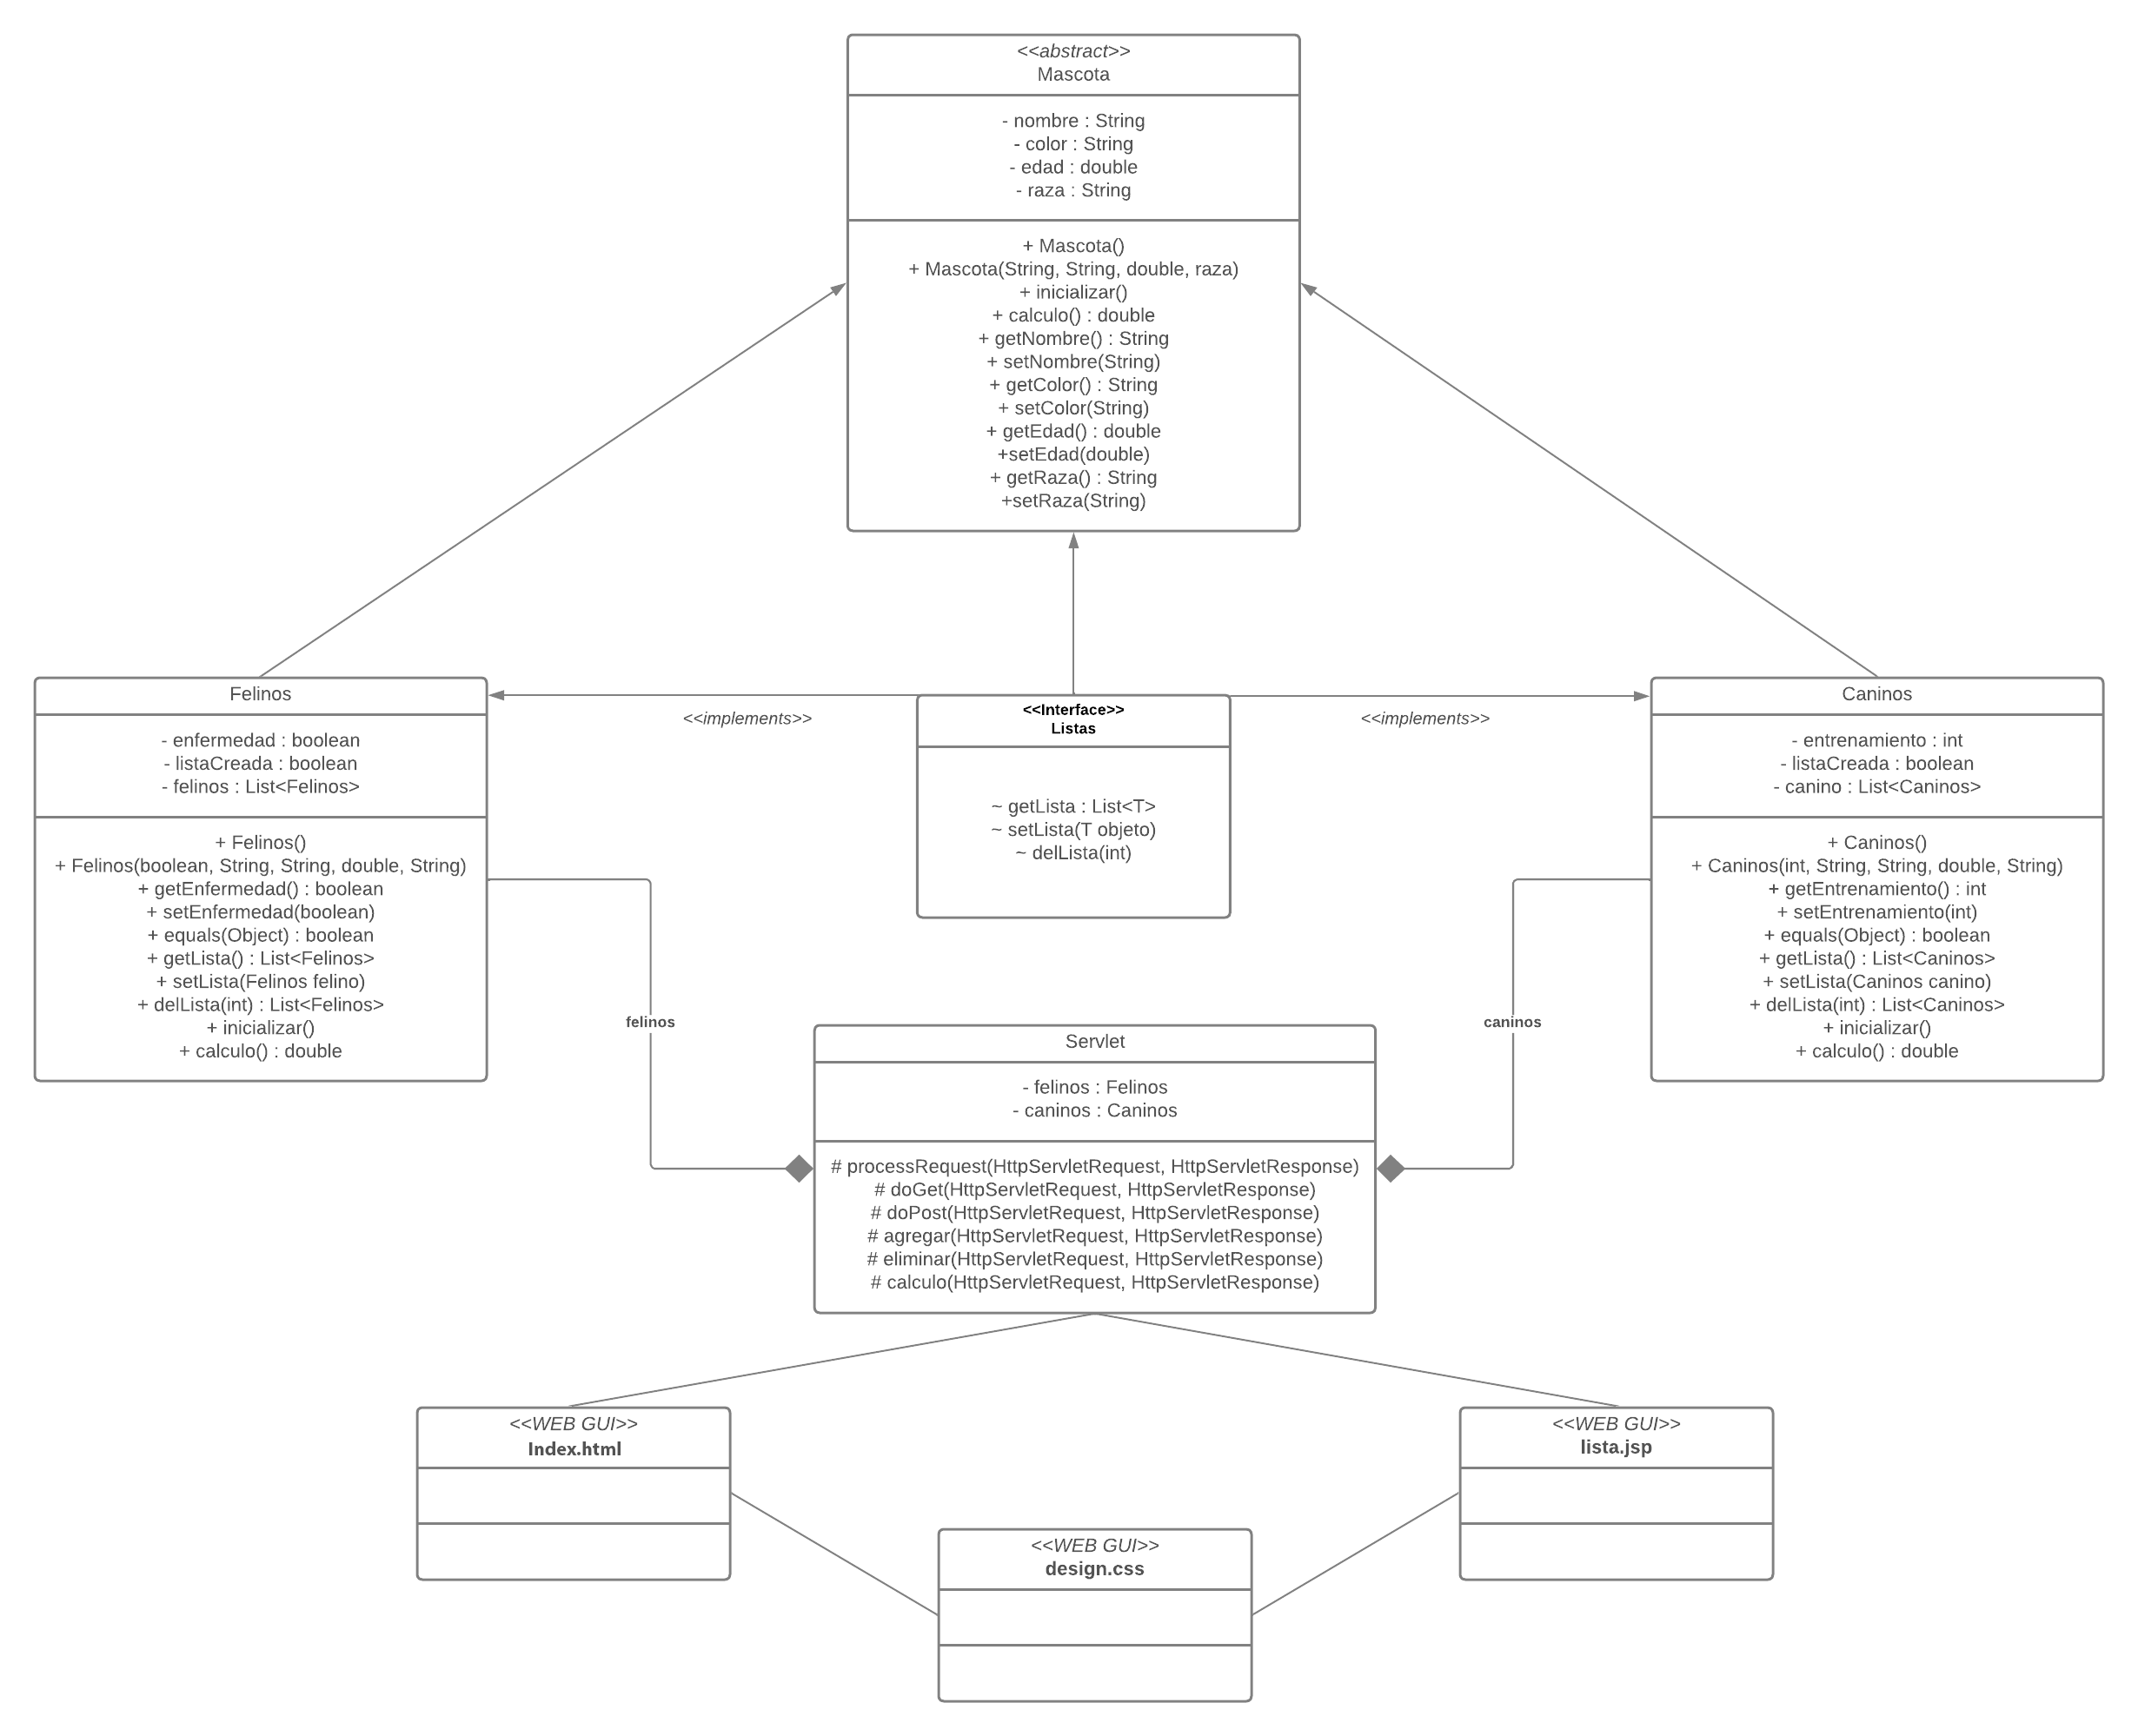 <<abstract>>
Mascota
- nombre : String
- color : String
- edad : double
- raza : String
+ Mascota()
+ Mascota(String, String, double, raza)
+ inicializar()
+ calculo() : double
+ getNombre() : String
+ setNombre(String)
+ getColor() : String
+ setColor(String)
+ getEdad() : double
+setEdad(double)
+ getRaza() : String
+setRaza(String)
Felinos
- enfermedad : boolean
- listaCreada : boolean
- felinos : List<Felinos>
+ Felinos()
+ Felinos(boolean, String, String, double, String)
+ getEnfermedad() : boolean
+ setEnfermedad(boolean)
+ equals(Object) : boolean
+ getLista() : List<Felinos>
+ setLista(Felinos felino)
+ delLista(int) : List<Felinos>
+ inicializar()
+ calculo() : double
<<implements>>
<<Interface>>
Listas
~ getLista : List<T>
~ setLista(T objeto)
~ delLista(int)
<<implements>>
Caninos
- entrenamiento : int
- listaCreada : boolean
- canino : List<Caninos>
+ Caninos()
+ Caninos(int, String, String, double, String)
+ getEntrenamiento() : int
+ setEntrenamiento(int)
+ equals(Object) : boolean
+ getLista() : List<Caninos>
+ setLista(Caninos canino)
+ delLista(int) : List<Caninos>
+ inicializar()
+ calculo() : double
felinos
caninos
Servlet
- felinos : Felinos
- caninos : Caninos
# processRequest(HttpServletRequest, HttpServletResponse)
# doGet(HttpServletRequest, HttpServletResponse)
# doPost(HttpServletRequest, HttpServletResponse)
# agregar(HttpServletRequest, HttpServletResponse)
# eliminar(HttpServletRequest, HttpServletResponse)
# calculo(HttpServletRequest, HttpServletResponse)
<<WEB GUI>>
Index.html
<<WEB GUI>>
lista.jsp
<<WEB GUI>>
design.css